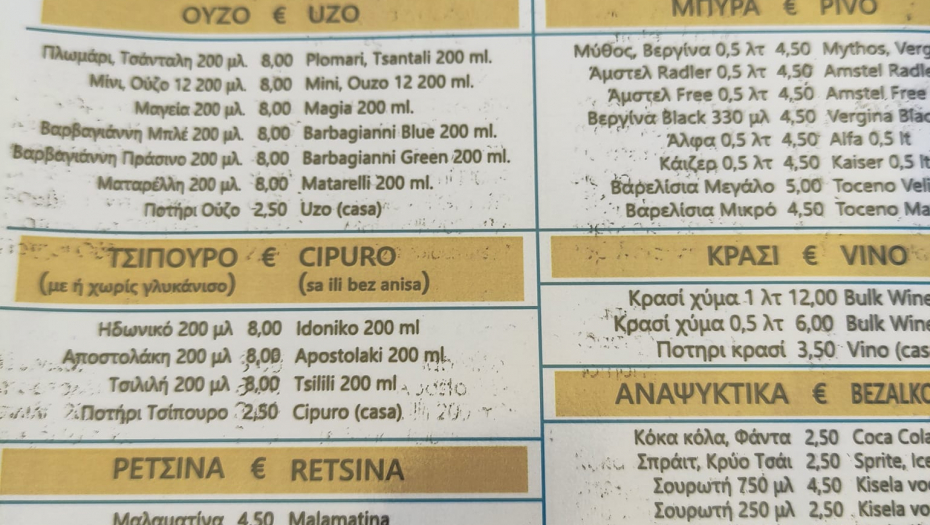 ΟΥΖΟ € UZO
Πλωμάρι, Τσάνταλη 200 μλ. 8,00 Plomari, Tsantali 200 ml.
Μίνι, Ούζο 12 200 μλ. 8,00 Mini, Ouzo 12 200 ml.
Μαγεία 200 μλ. 8,00 Magia 200 ml.
Βαρβαγιάννη Μπλέ 200 μλ. 8,00 Barbagianni Blue 200 ml.
Βαρβαγιάννη Πράσινο 200 μλ. 8,00 Barbagianni Green 200 ml.
Ματαρέλλη 200 μλ. 8,00 Matarelli 200 ml.
Ποτήρι Ούζο 2,50 Uzo (casa)
ΤΣΙΠΟΥΡΟ € CIPURO
(με ή χωρίς γλυκάνισο) (sa ili bez anisa)
Ηδωνικό 200 μλ 8,00 Idoniko 200 ml
Αποστολάκη 200 μλ 8,00 Apostolaki 200 ml.
Τσιλιλή 200 μλ 8,00 Tsilili 200 ml
Ποτήρι Τσίπουρο 2,50 Cipuro (casa)
ΡΕΤΣΙΝΑ € RETSINA
Μαλαματίνα 4,50 Malamatina
ΜΠΥΡΑ € PIVO
Μύθος, Βεργίνα 0,5 λτ 4,50 Mythos, Verg
Άμστελ Radler 0,5 λτ 4,50 Amstel Radle
Άμστελ Free 0,5 λτ 4,50 Amstel Free
Βεργίνα Black 330 μλ 4,50 Vergina Blac
Άλφα 0,5 λτ 4,50 Alfa 0,5 lt
Κάιζερ 0,5 λτ 4,50 Kaiser 0,5 lt
Βαρελίσια Μεγάλο 5,00 Toceno Veli
Βαρελίσια Μικρό 4,50 Toceno Ma
ΚΡΑΣΙ € VINO
Κρασί χύμα 1 λτ 12,00 Bulk Wine
Κρασί χύμα 0,5 λτ 6,00 Bulk Wine
Ποτηρι κρασί 3,50 Vino (cas
ΑΝΑΨΥΚΤΙΚΑ € BEZALKO
Κόκα κόλα, Φάντα 2,50 Coca Cola
Σπράιτ, Κρύο Τσάι 2,50 Sprite, Ice
Σουρωτή 750 μλ 4,50 Kisela vo
Σουρωτή 250 μλ 2,50 Kisela vo